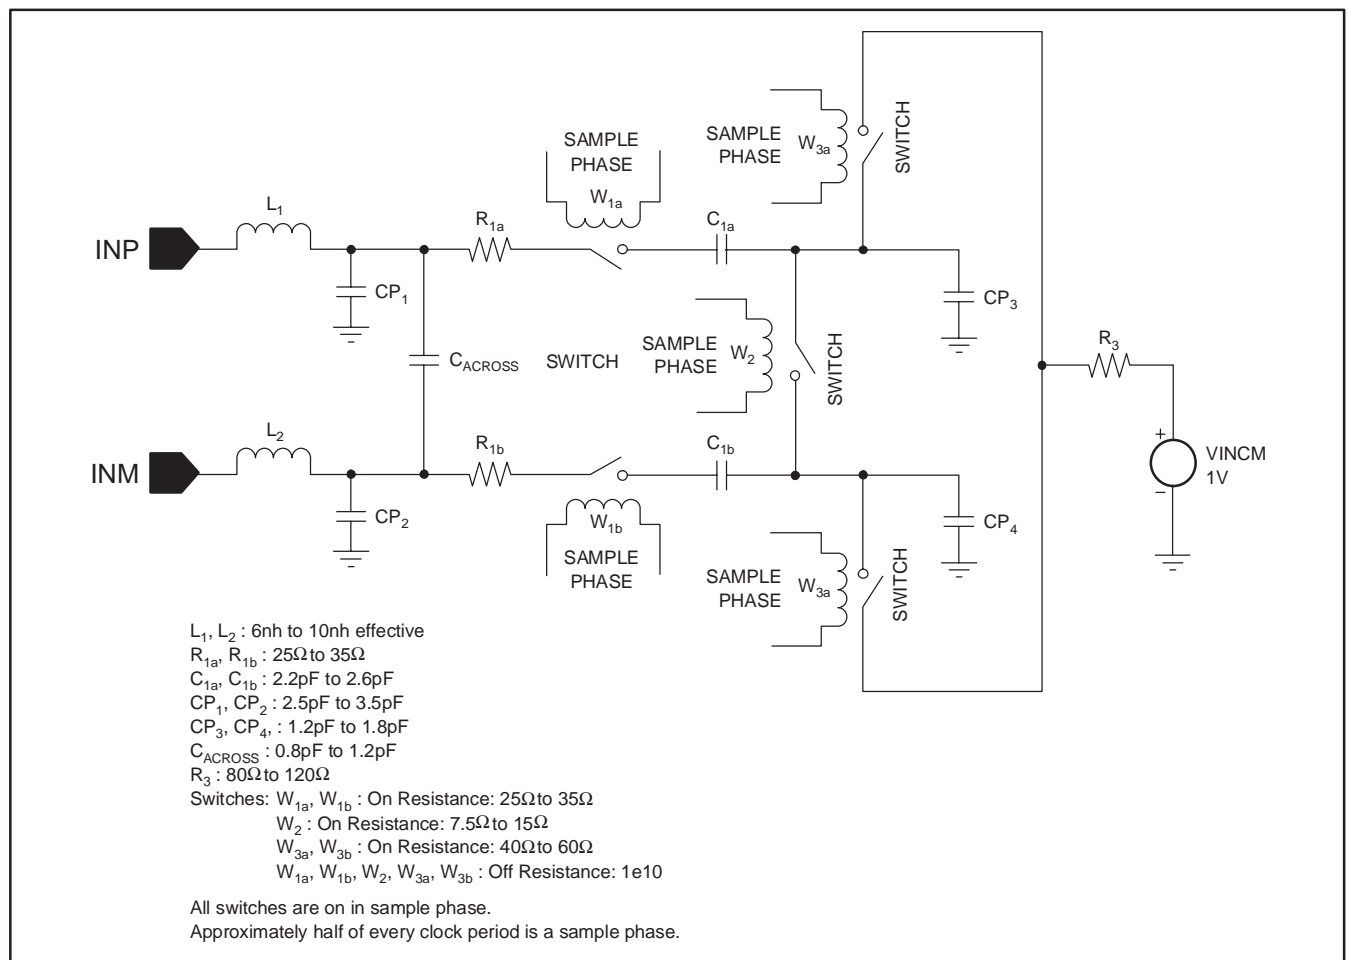 SAMPLE
PHASE
W3a
SWITCH
SAMPLE
PHASE
W1a
L1
R1a
C1a
INP
CP1
CP3
CACROSS
SWITCH
SAMPLE
PHASE
W2
SWITCH
R3
L2
R1b
C1b
INM
CP2
W1b
SAMPLE
PHASE
CP4
+
VINCM
1V
−
SAMPLE
PHASE
W3a
SWITCH
L1, L2 : 6nh to 10nh effective
R1a, R1b : 25Ω to 35Ω
C1a, C1b : 2.2pF to 2.6pF
CP1, CP2 : 2.5pF to 3.5pF
CP3, CP4, : 1.2pF to 1.8pF
CACROSS : 0.8pF to 1.2pF
R3 : 80Ω to 120Ω
Switches: W1a, W1b : On Resistance: 25Ω to 35Ω
W2 : On Resistance: 7.5Ω to 15Ω
W3a, W3b : On Resistance: 40Ω to 60Ω
W1a, W1b, W2, W3a, W3b : Off Resistance: 1e10
All switches are on in sample phase.
Approximately half of every clock period is a sample phase.